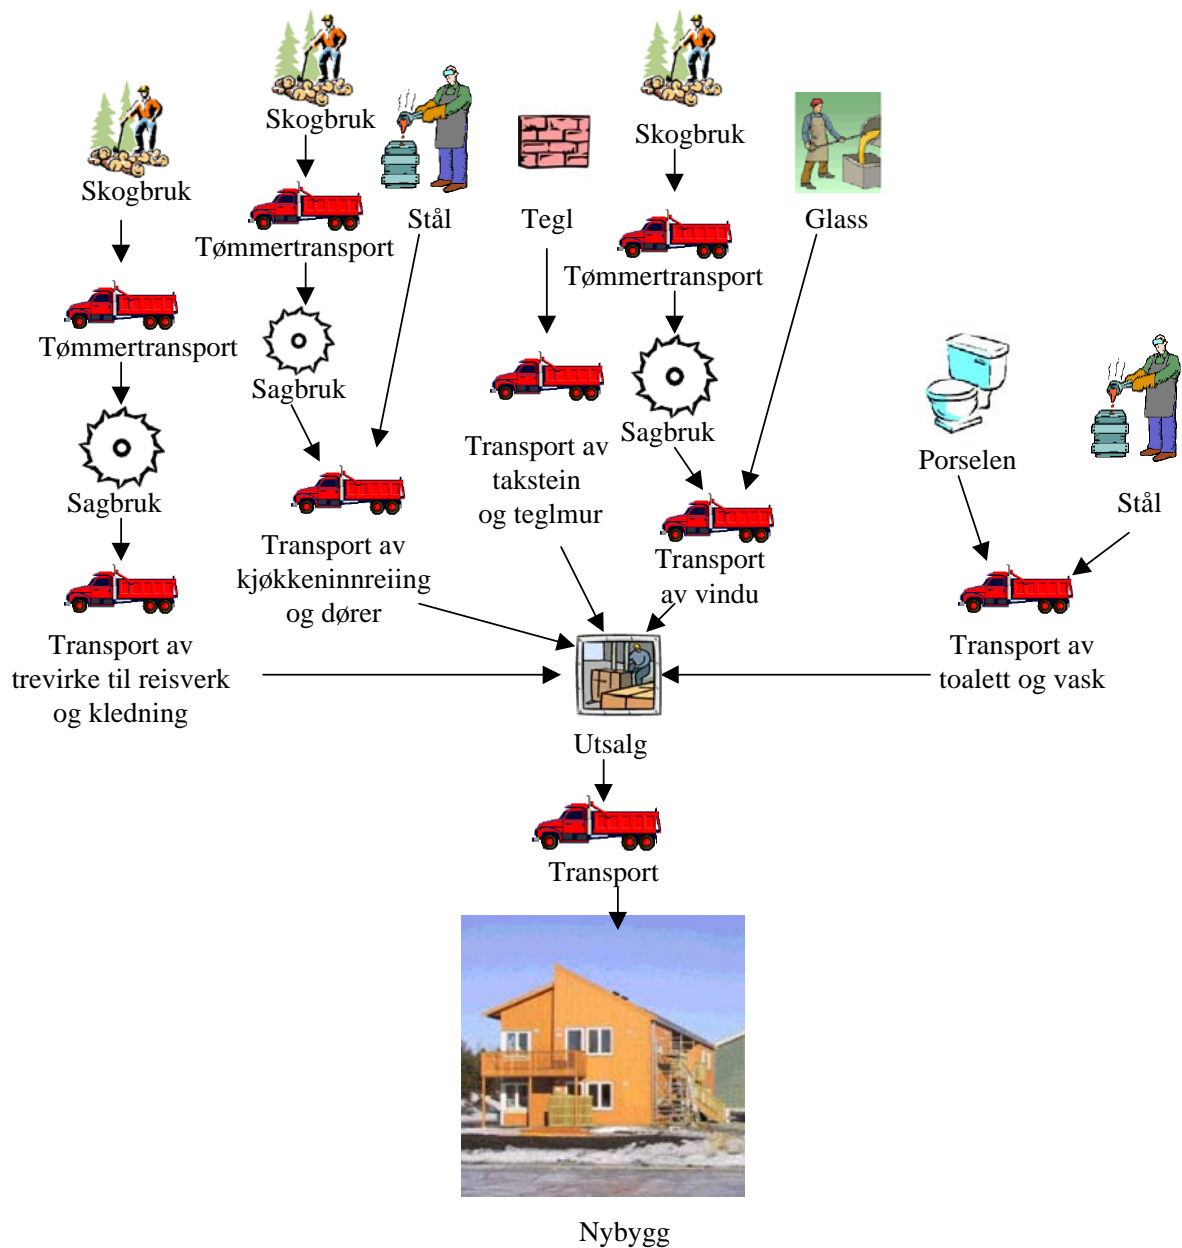 Skogbruk
Tømmertransport
Sagbruk
Transport av
trevirke til reisverk
og kledning
Skogbruk
Tømmertransport
Sagbruk
Stål
Transport av
kjøkkeninnreiing
og dører
Tegl
Transport av
takstein
og teglmur
Skogbruk
Tømmertransport
Sagbruk
Glass
Transport
av vindu
Porselen
Stål
Transport av
toalett og vask
Utsalg
Transport
Nybygg